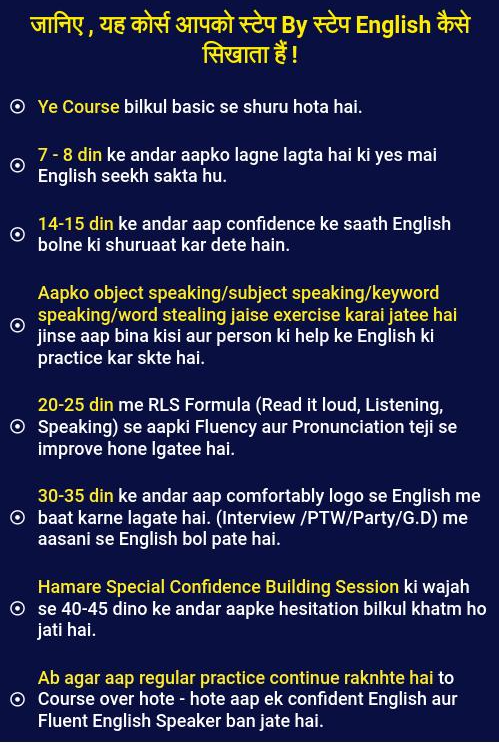 जानिए , यह कोर्स आपको स्टेप By स्टेप English कैसे
सिखाता हैं !
Ye Course bilkul basic se shuru hota hai.
7 - 8 din ke andar aapko lagne lagta hai ki yes mai
English seekh sakta hu.
14-15 din ke andar aap confidence ke saath English
bolne ki shuruaat kar dete hain.
Aapko object speaking/subject speaking/keyword
speaking/word stealing jaise exercise karai jatee hai
jinse aap bina kisi aur person ki help ke English ki
practice kar skte hai.
20-25 din me RLS Formula (Read it loud, Listening,
Speaking) se aapki Fluency aur Pronunciation teji se
improve hone lgatee hai.
30-35 din ke andar aap comfortably logo se English me
baat karne lagate hai. (Interview /PTW/Party/G.D) me
aasani se English bol pate hai.
Hamare Special Confidence Building Session ki wajah
se 40-45 dino ke andar aapke hesitation bilkul khatm ho
jati hai.
Ab agar aap regular practice continue raknhte hai to
Course over hote - hote aap ek confident English aur
Fluent English Speaker ban jate hai.